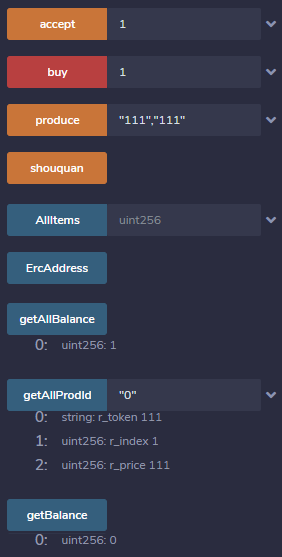 accept 1
buy 1
produce "111","111"
shouquan
AllItems uint256
ErcAddress
getAllBalance
0: uint256: 1
getAllProdId "0"
0: string: r_token 111
1: uint256: r_index 1
2: uint256: r_price 111
getBalance
0: uint256: 0